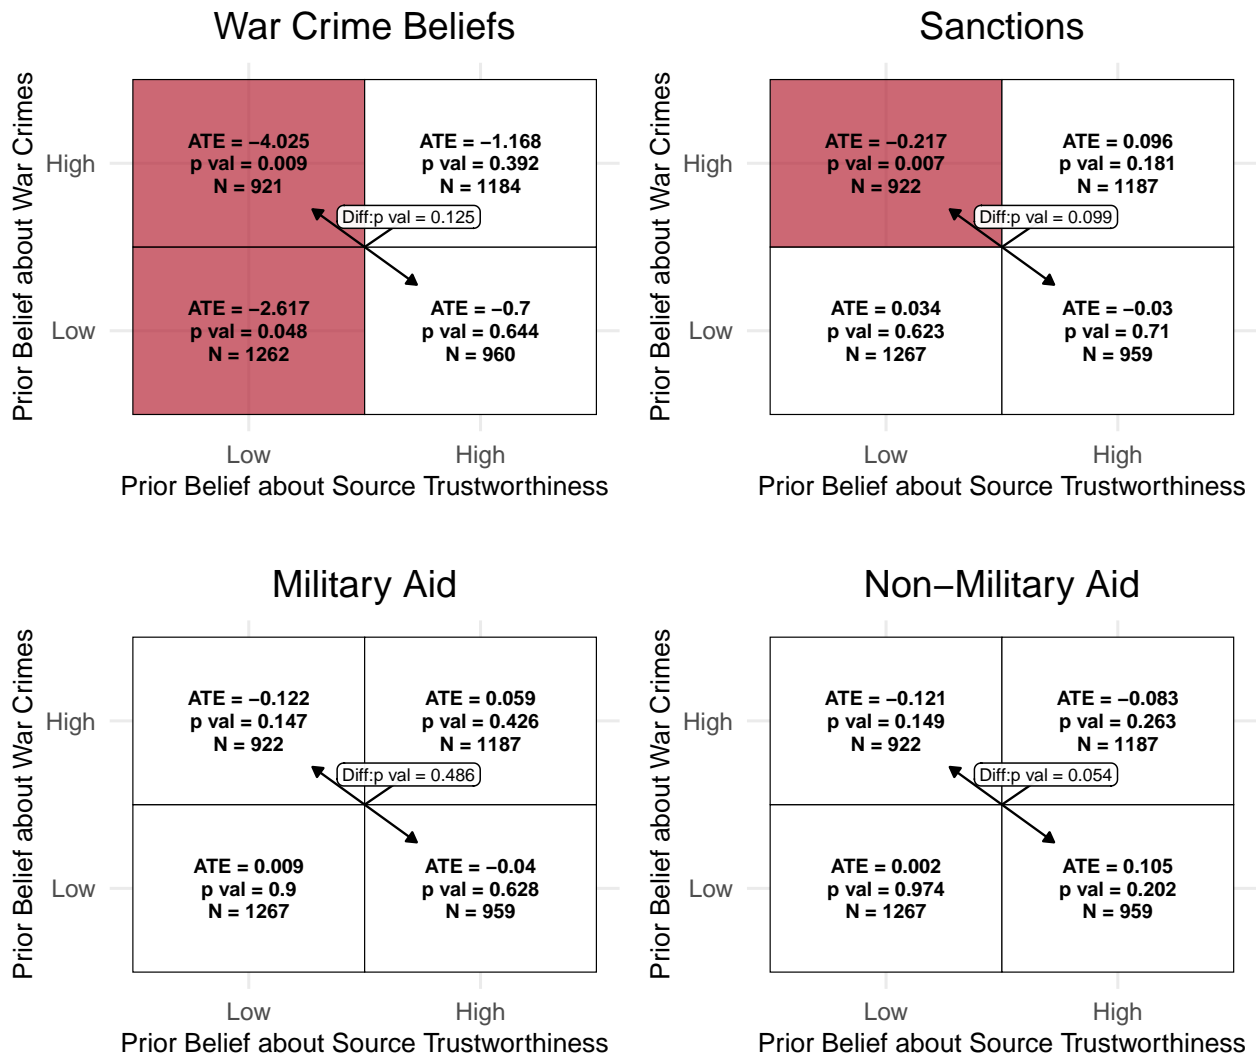 War Crime Beliefs
Prior Belief about War Crimes
High
Low
ATE = −4.025
p val = 0.009
N = 921
ATE = −1.168
p val = 0.392
N = 1184
Diff:p val = 0.125
ATE = −2.617
p val = 0.048
N = 1262
ATE = −0.7
p val = 0.644
N = 960
Low
High
Prior Belief about Source Trustworthiness
Sanctions
Prior Belief about War Crimes
High
Low
ATE = −0.217
p val = 0.007
N = 922
ATE = 0.096
p val = 0.181
N = 1187
Diff:p val = 0.099
ATE = 0.034
p val = 0.623
N = 1267
ATE = −0.03
p val = 0.71
N = 959
Low
High
Prior Belief about Source Trustworthiness
Military Aid
Prior Belief about War Crimes
High
Low
ATE = −0.122
p val = 0.147
N = 922
ATE = 0.059
p val = 0.426
N = 1187
Diff:p val = 0.486
ATE = 0.009
p val = 0.9
N = 1267
ATE = −0.04
p val = 0.628
N = 959
Low
High
Prior Belief about Source Trustworthiness
Non−Military Aid
Prior Belief about War Crimes
High
Low
ATE = −0.121
p val = 0.149
N = 922
ATE = −0.083
p val = 0.263
N = 1187
Diff:p val = 0.054
ATE = 0.002
p val = 0.974
N = 1267
ATE = 0.105
p val = 0.202
N = 959
Low
High
Prior Belief about Source Trustworthiness